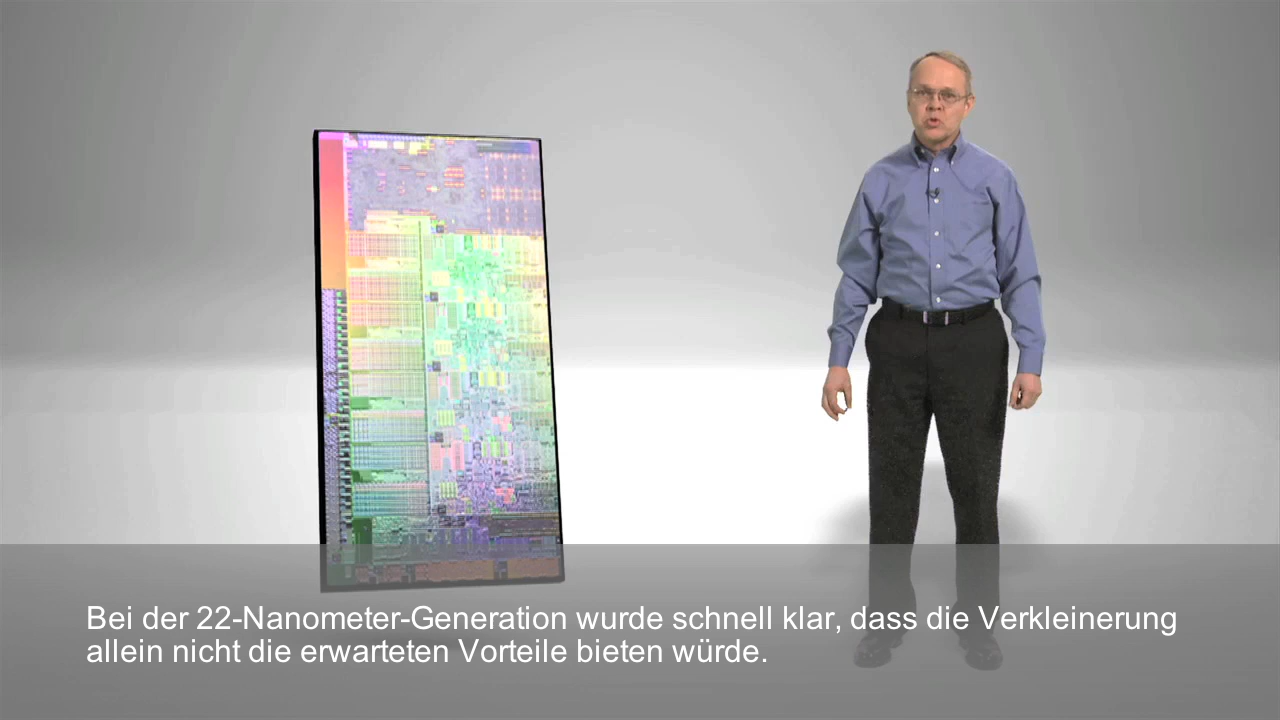 Bei der 22-Nanometer-Generation wurde schnell klar, dass die Verkleinerung
allein nicht die erwarteten Vorteile bieten würde.